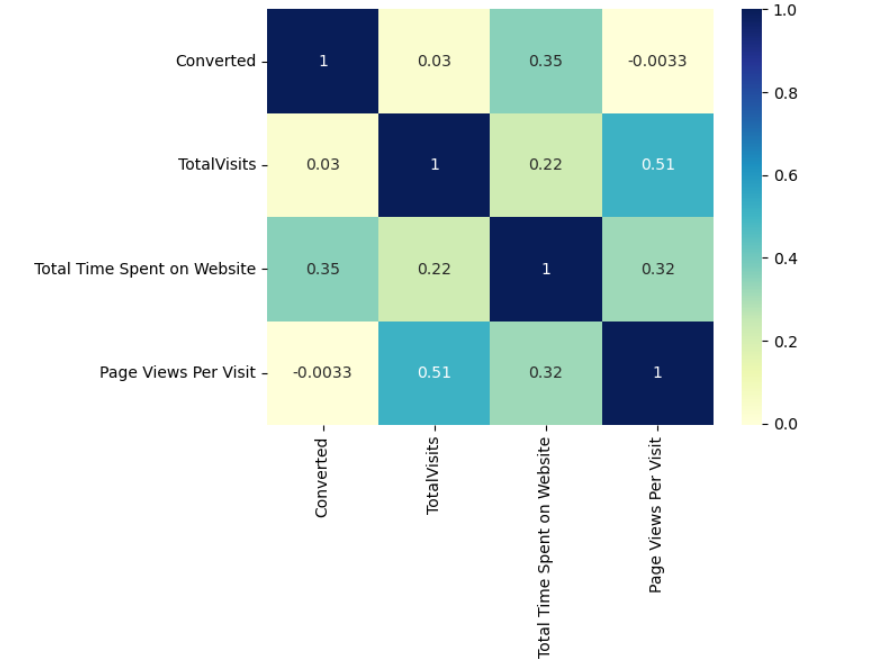 Converted
1
0.03
0.35
-0.0033
TotalVisits
0.03
1
0.22
0.51
Total Time Spent on Website
0.35
0.22
1
0.32
Page Views Per Visit
-0.0033
0.51
0.32
1
Converted
TotalVisits
Total Time Spent on Website
Page Views Per Visit
1.0
0.8
0.6
0.4
0.2
0.0